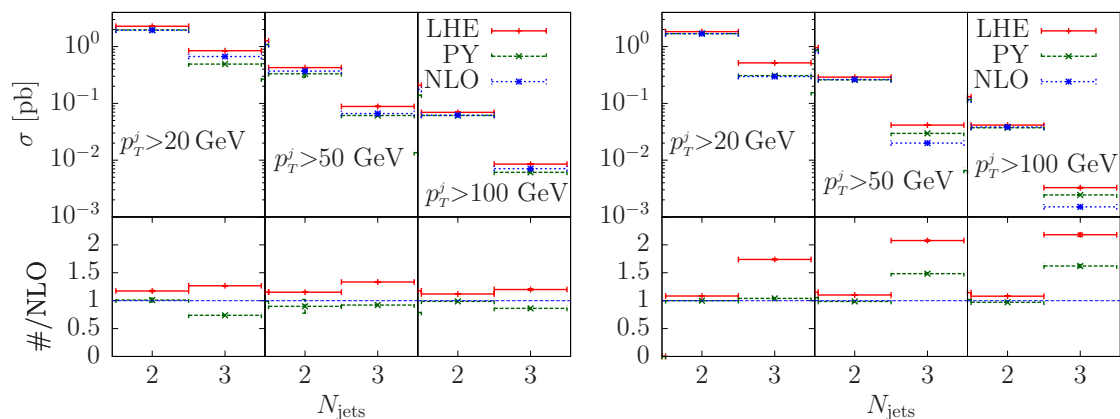 LHE
PY
NLO
σ [pb]
10^0
10^-1
10^-2
10^-3
p_T^j>20 GeV
p_T^j>50 GeV
p_T^j>100 GeV
#/NLO
2
1.5
1
0.5
0
2 3 2 3 2 3
N_jets
LHE
PY
NLO
σ [pb]
10^0
10^-1
10^-2
10^-3
p_T^j>20 GeV
p_T^j>50 GeV
p_T^j>100 GeV
#/NLO
2
1.5
1
0.5
0
2 3 2 3 2 3
N_jets